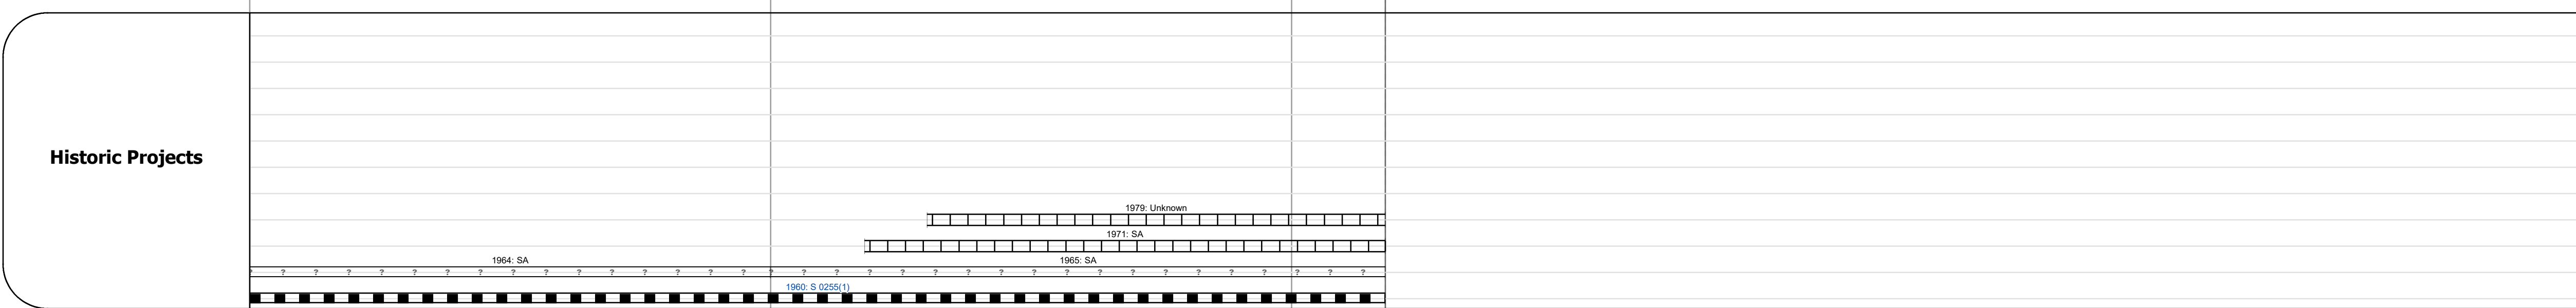 Historic Projects
1979: Unknown
1971: SA
1964: SA
1965: SA
? ? ? ? ? ? ? ? ? ? ? ? ? ? ? ? ? ? ? ? ? ? ? ? ? ? ? ? ? ? ? ? ? ? ?
1960: S 0255(1)